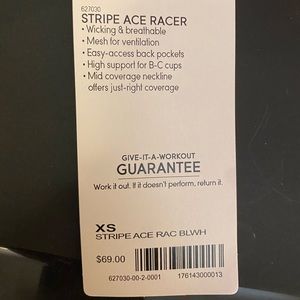 627030
STRIPE ACE RACER
• Wicking & breathable
• Mesh for ventilation
• Easy-access back pockets
• High support for B-C cups
• Mid coverage neckline
offers just-right coverage
GIVE-IT-A-WORKOUT
GUARANTEE
Work it out. If it doesn't perform, return it.
XS
STRIPE ACE RAC BLWH
$69.00
627030-00-2-0001 176143000013